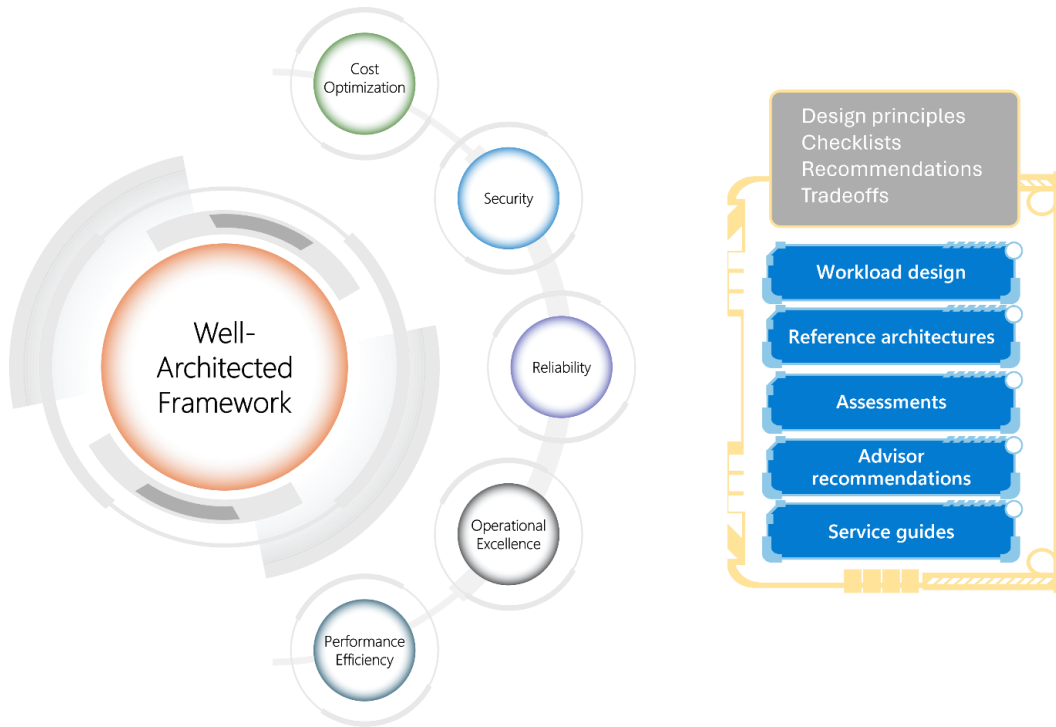 Well-
Architected
Framework
Cost
Optimization
Security
Reliability
Operational
Excellence
Performance
Efficiency
Design principles
Checklists
Recommendations
Tradeoffs
Workload design
Reference architectures
Assessments
Advisor
recommendations
Service guides